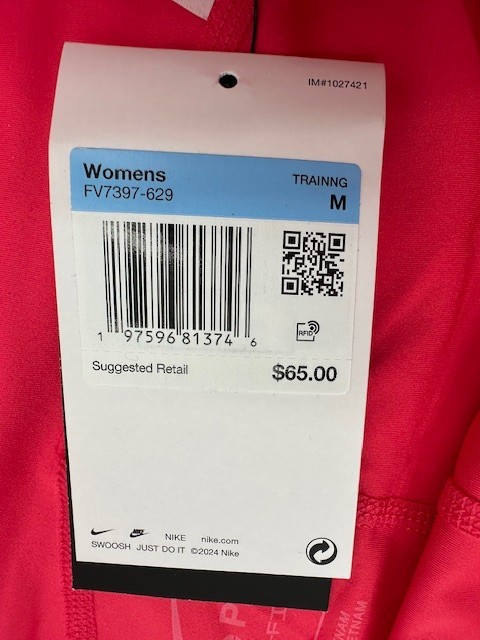 IM#1027421
Womens
TRAINNG
FV7397-629
M
1 97596 81374 6
RFID
Suggested Retail
$65.00
NIKE
NIKE nike.com
SWOOSH JUST DO IT ©2024 Nike